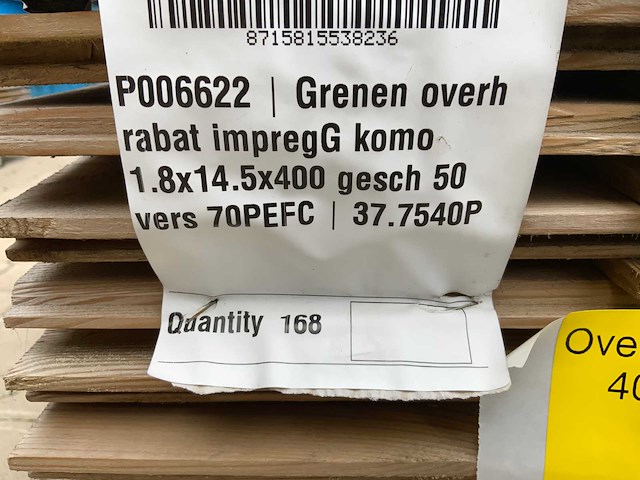 8715815538236
P006622 | Grenen overh
rabat impregG komo
1.8x14.5x400 gesch 50
vers 70PEFC | 37.7540P
Quantity 168
Ove
40